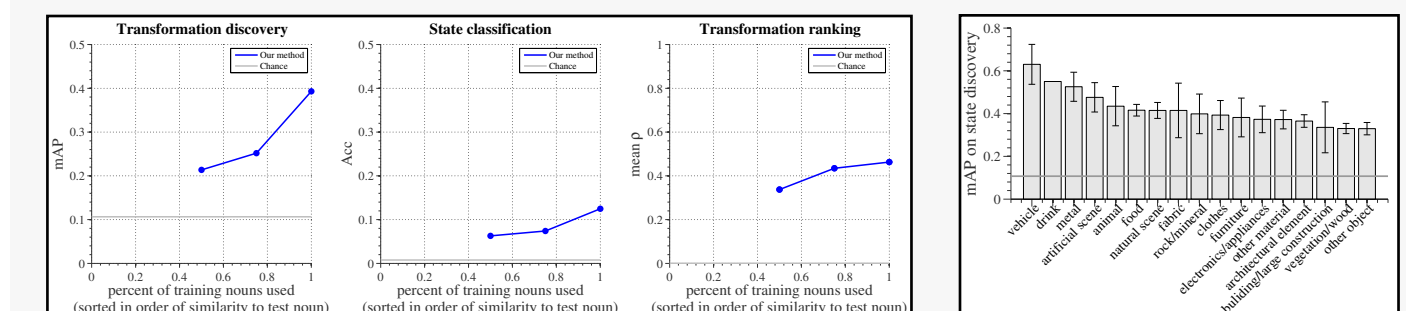 Transformation discovery
0.5
0.4
0.3
0.2
0.1
0
mAP
Our method
Chance
0 0.2 0.4 0.6 0.8 1
percent of training nouns used
(sorted in order of similarity to test noun)
State classification
0.5
0.4
0.3
0.2
0.1
0
Acc
Our method
Chance
0 0.2 0.4 0.6 0.8 1
percent of training nouns used
(sorted in order of similarity to test noun)
Transformation ranking
1
0.8
0.6
0.4
0.2
0
mean ρ
Our method
Chance
0 0.2 0.4 0.6 0.8 1
percent of training nouns used
(sorted in order of similarity to test noun)
mAP on state discovery
0.8
0.6
0.4
0.2
0
vehicle
drink
metal
artificial scene
animal
food
natural scene
fabric
rock/mineral
clothes
furniture
electronics/appliances
other material
architectural element
buliding/large construction
vegetation/wood
other object